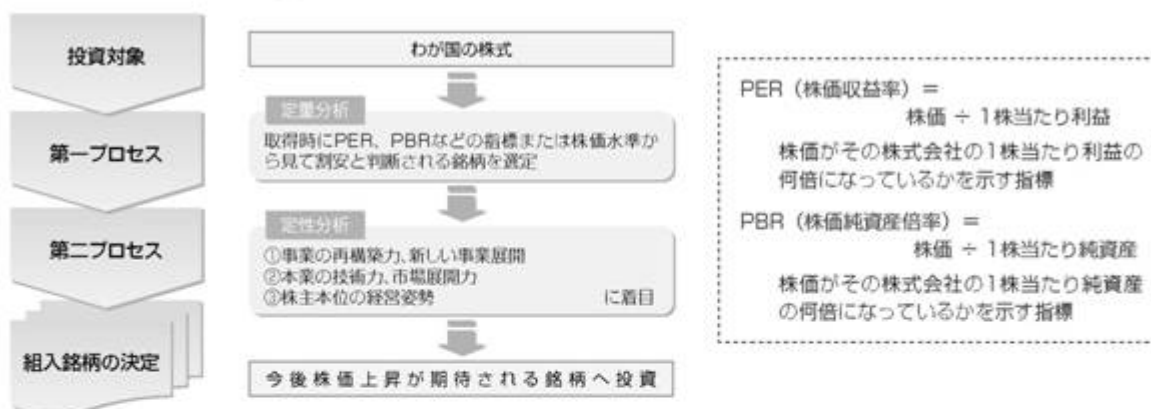 投資対象
わが国の株式
第一プロセス
定量分析
取得時にPER、PBRなどの指標または株価水準か
ら見て割安と判断される銘柄を選定
第二プロセス
定性分析
①事業の再構築力、新しい事業展開
②本業の技術力、市場展開力
③株主本位の経営姿勢 に着目
組入銘柄の決定
今後株価上昇が期待される銘柄へ投資
PER（株価収益率）＝
株価 ÷ 1株当たり利益
株価がその株式会社の1株当たり利益の
何倍になっているかを示す指標
PBR（株価純資産倍率）＝
株価 ÷ 1株当たり純資産
株価がその株式会社の1株当たり純資産
の何倍になっているかを示す指標